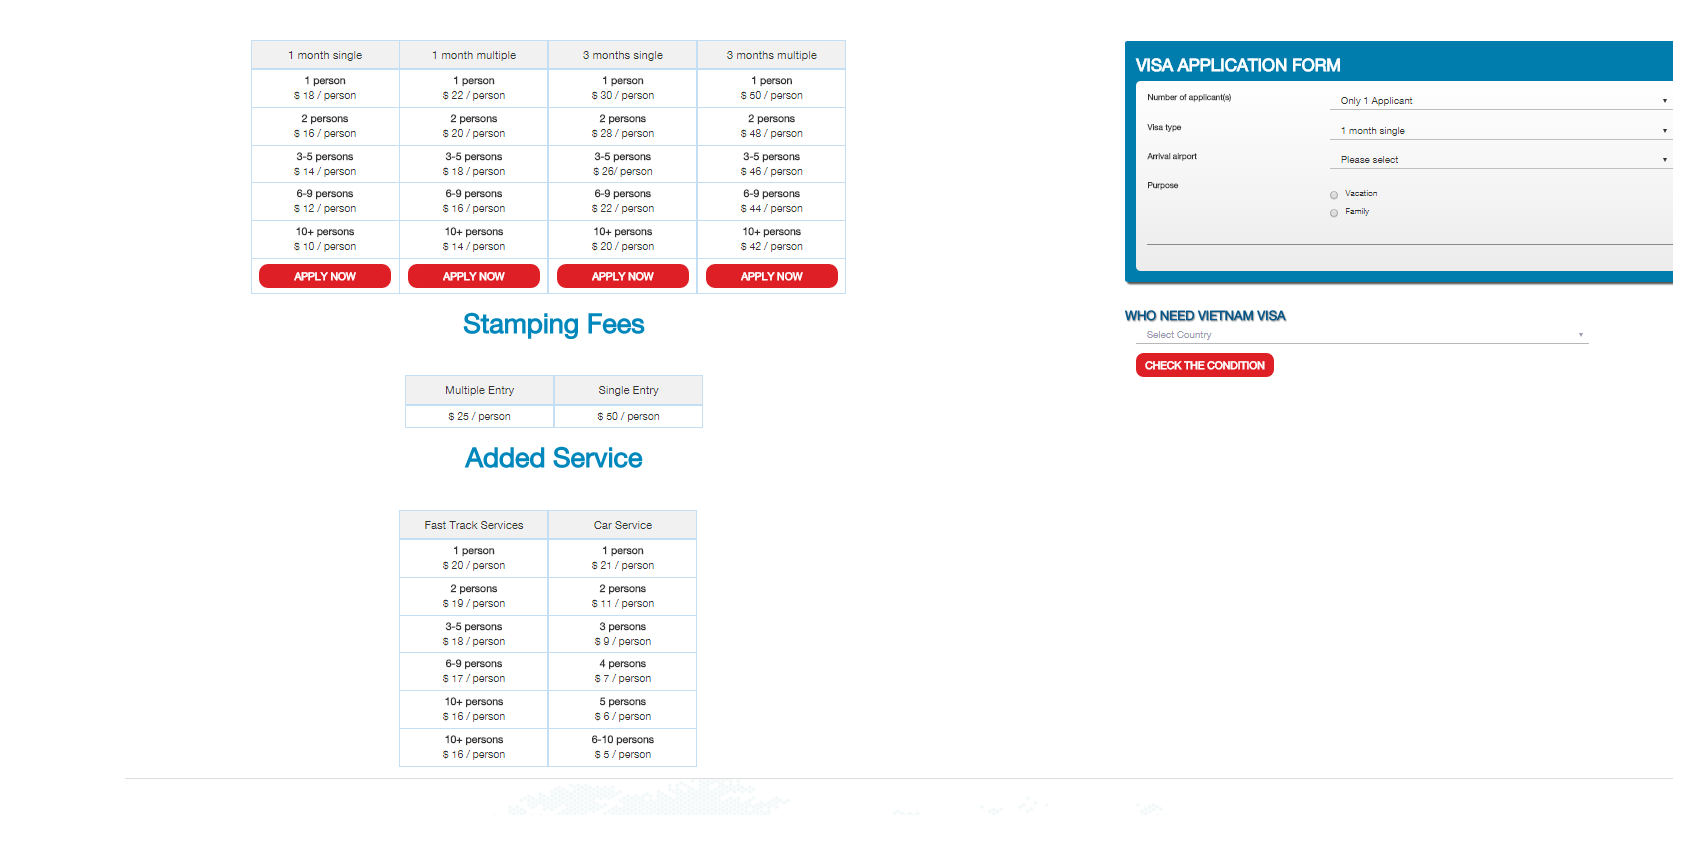 1 month single 1 month multiple 3 months single 3 months multiple
1 person 1 person 1 person 1 person
$ 18 / person $ 22 / person $ 30 / person $ 50 / person
2 persons 2 persons 2 persons 2 persons
$ 16 / person $ 20 / person $ 28 / person $ 48 / person
3-5 persons 3-5 persons 3-5 persons 3-5 persons
$ 14 / person $ 18 / person $ 26/ person $ 46 / person
6-9 persons 6-9 persons 6-9 persons 6-9 persons
$ 12 / person $ 16 / person $ 22 / person $ 44 / person
10+ persons 10+ persons 10+ persons 10+ persons
$ 10 / person $ 14 / person $ 20 / person $ 42 / person
APPLY NOW APPLY NOW APPLY NOW APPLY NOW
Stamping Fees
Multiple Entry Single Entry
$ 25 / person $ 50 / person
Added Service
Fast Track Services Car Service
1 person 1 person
$ 20 / person $ 21 / person
2 persons 2 persons
$ 19 / person $ 11 / person
3-5 persons 3 persons
$ 18 / person $ 9 / person
6-9 persons 4 persons
$ 17 / person $ 7 / person
10+ persons 5 persons
$ 16 / person $ 6 / person
10+ persons 6-10 persons
$ 16 / person $ 5 / person
VISA APPLICATION FORM
Number of applicant(s) Only 1 Applicant
Visa type 1 month single
Arrival airport Please select
Purpose
Vacation
Family
WHO NEED VIETNAM VISA
Select Country
CHECK THE CONDITION